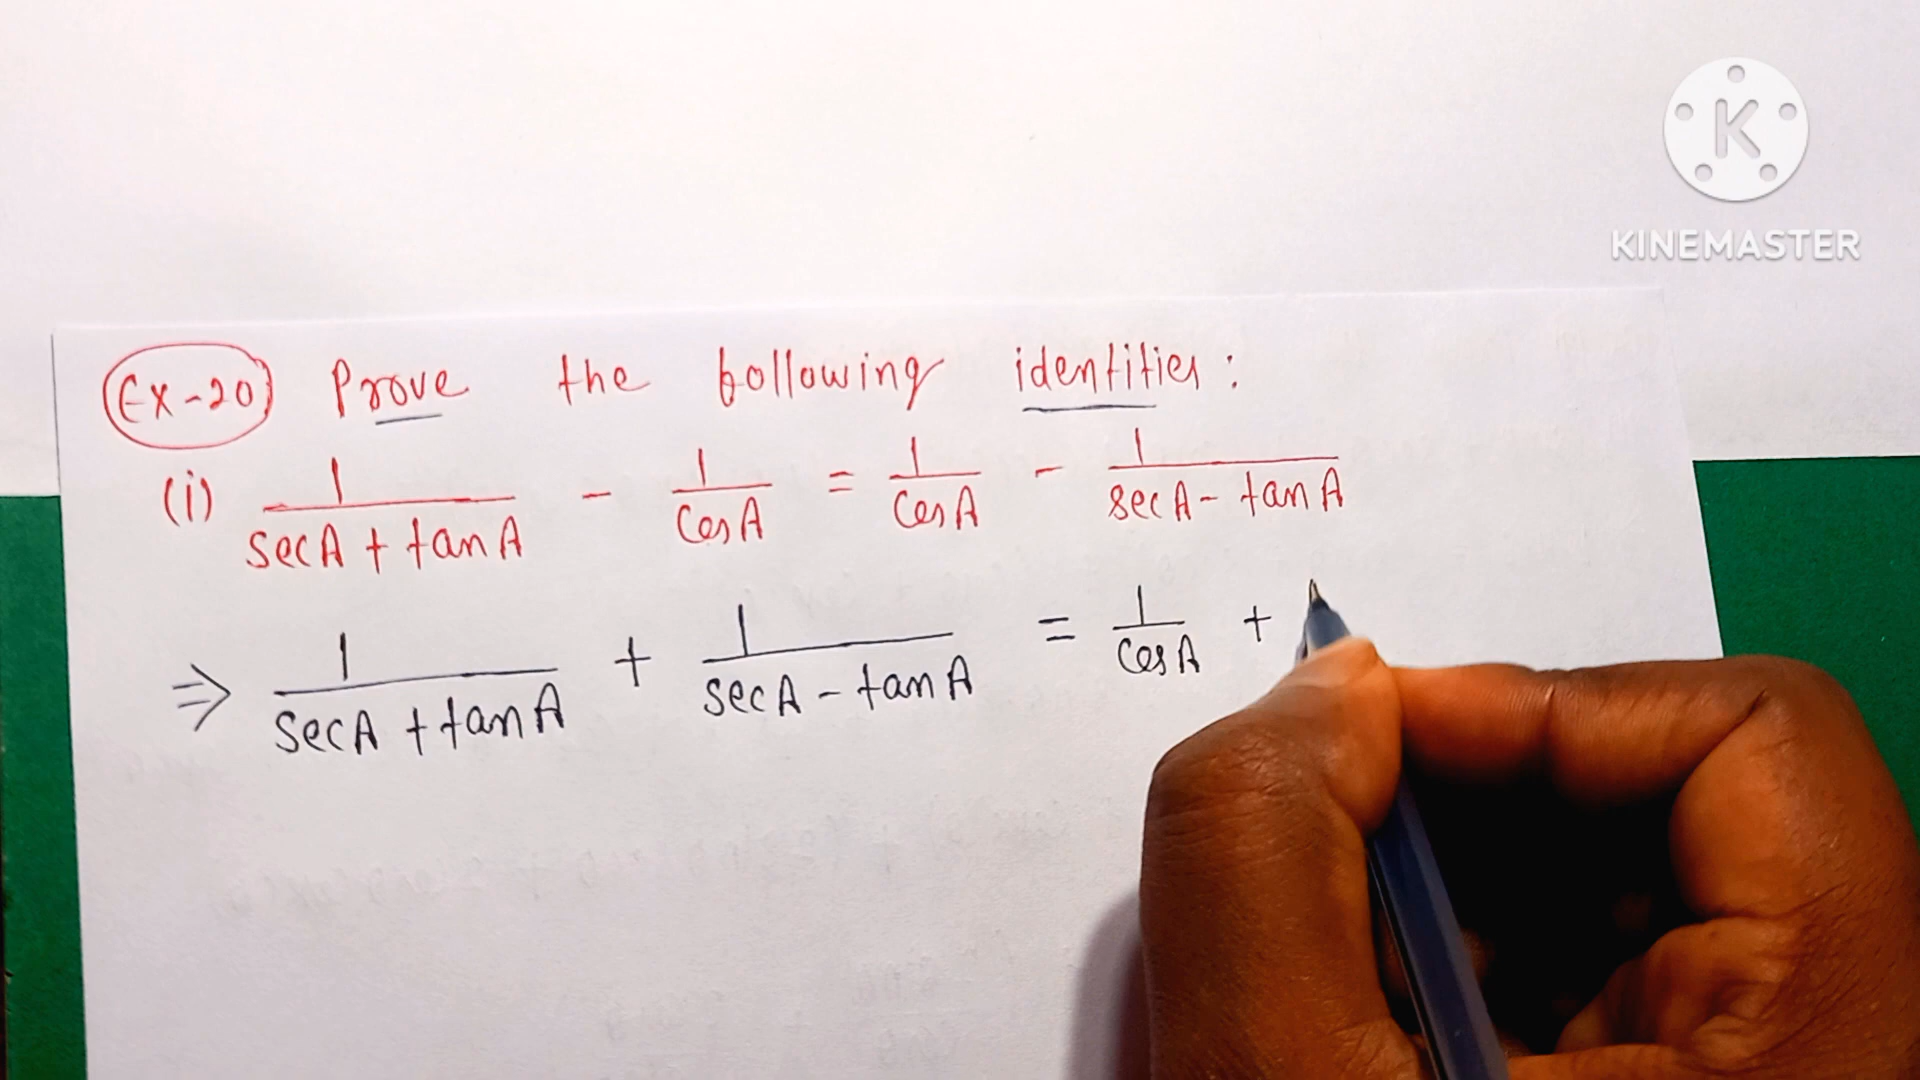 K
KINEMASTER
Ex-20 Prove the following identities:
(i) 1/(secA + tanA) - 1/cosA = 1/cosA - 1/(secA - tanA)
⇒ 1/(secA + tanA) + 1/(secA - tanA) = 1/cosA +